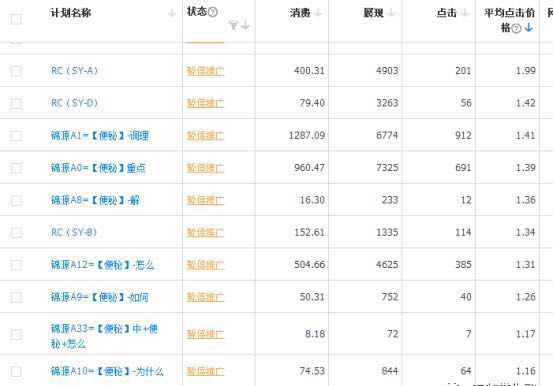 计划名称 状态 消费 展现 点击 平均点击价
格
RC（SY-A） 暂停推广 400.31 4903 201 1.99
RC（SY-D） 暂停推广 79.40 3263 56 1.42
锦源A1=【便秘】-调理 暂停推广 1287.09 6774 912 1.41
锦源A0=【便秘】重点 暂停推广 960.47 7325 691 1.39
锦源A8=【便秘】-解 暂停推广 16.30 233 12 1.36
RC（SY-B） 暂停推广 152.61 1335 114 1.34
锦源A12=【便秘】-怎么 暂停推广 504.66 4625 385 1.31
锦源A9=【便秘】-如何 暂停推广 50.31 752 40 1.26
锦源A33=【便秘】中+便
秘+怎么 暂停推广 8.18 72 7 1.17
锦源A10=【便秘】-为什么 暂停推广 74.53 844 64 1.16